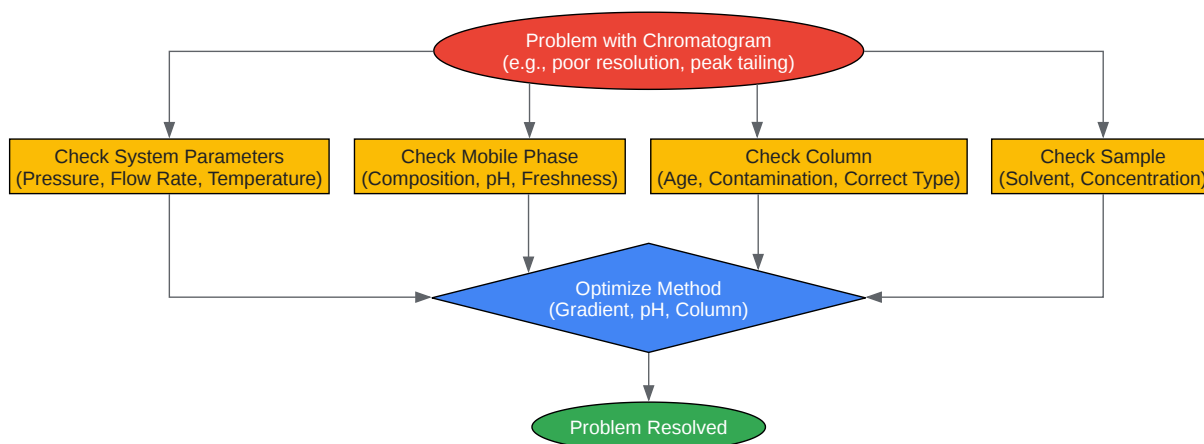 Problem with Chromatogram
(e.g., poor resolution, peak tailing)
Check System Parameters
(Pressure, Flow Rate, Temperature)
Check Mobile Phase
(Composition, pH, Freshness)
Check Column
(Age, Contamination, Correct Type)
Check Sample
(Solvent, Concentration)
Optimize Method
(Gradient, pH, Column)
Problem Resolved